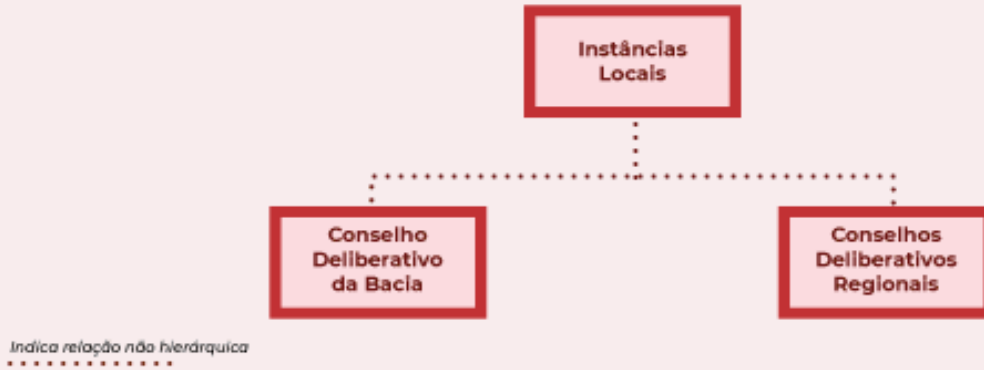 Instâncias
Locais
Conselho
Deliberativo
da Bacia
Conselhos
Deliberativos
Regionais
Indica relação não hierárquica